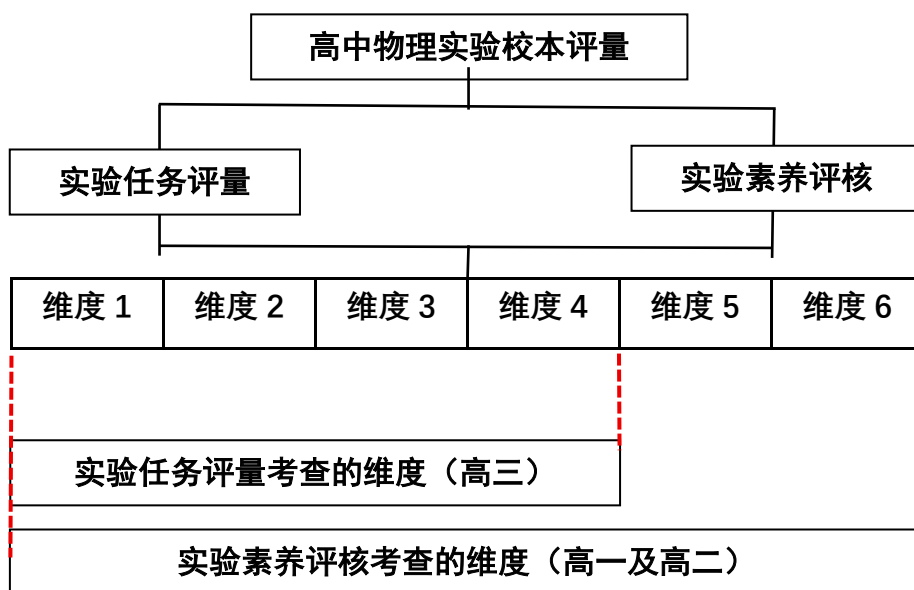 高中物理实验校本评量
实验任务评量
实验素养评核
维度 1 维度 2 维度 3 维度 4 维度 5 维度 6
实验任务评量考查的维度（高三）
实验素养评核考查的维度（高一及高二）